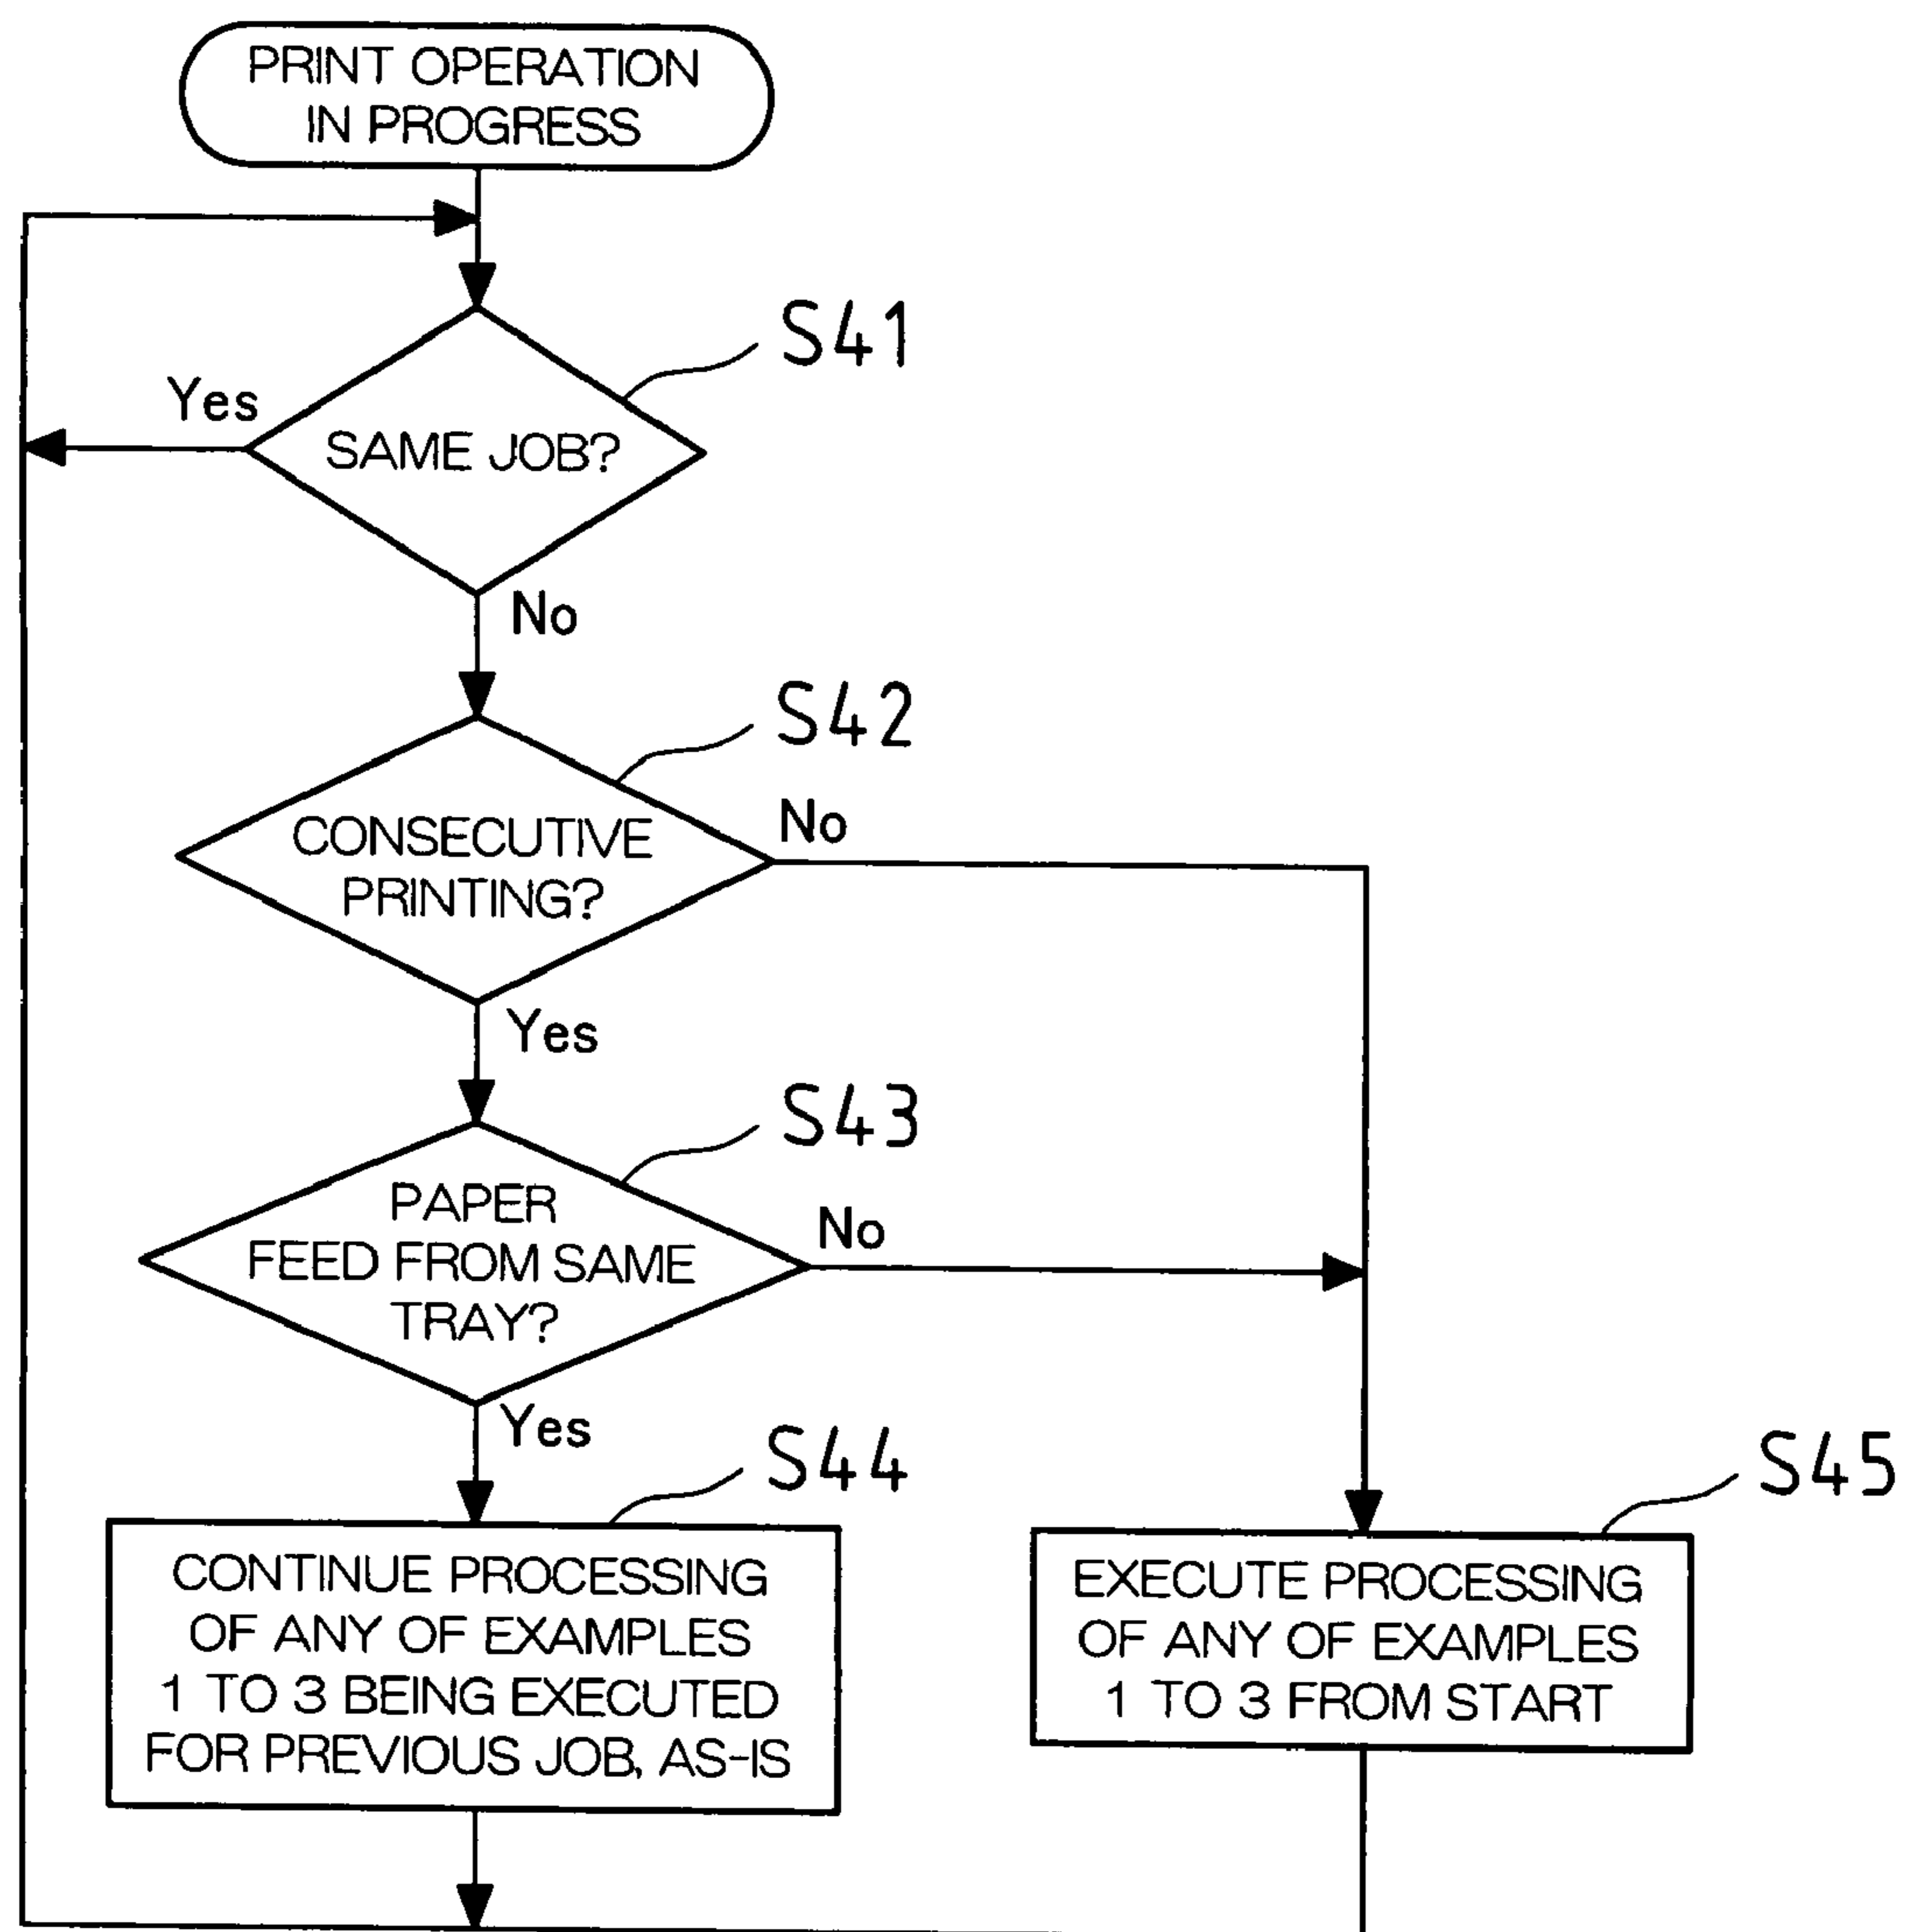 PRINT OPERATION
IN PROGRESS
S41
Yes
SAME JOB?
No
S42
No
CONSECUTIVE
PRINTING?
Yes
S43
PAPER
FEED FROM SAME
TRAY?
No
Yes
S44
S45
CONTINUE PROCESSING
OF ANY OF EXAMPLES
1 TO 3 BEING EXECUTED
FOR PREVIOUS JOB, AS-IS
EXECUTE PROCESSING
OF ANY OF EXAMPLES
1 TO 3 FROM START